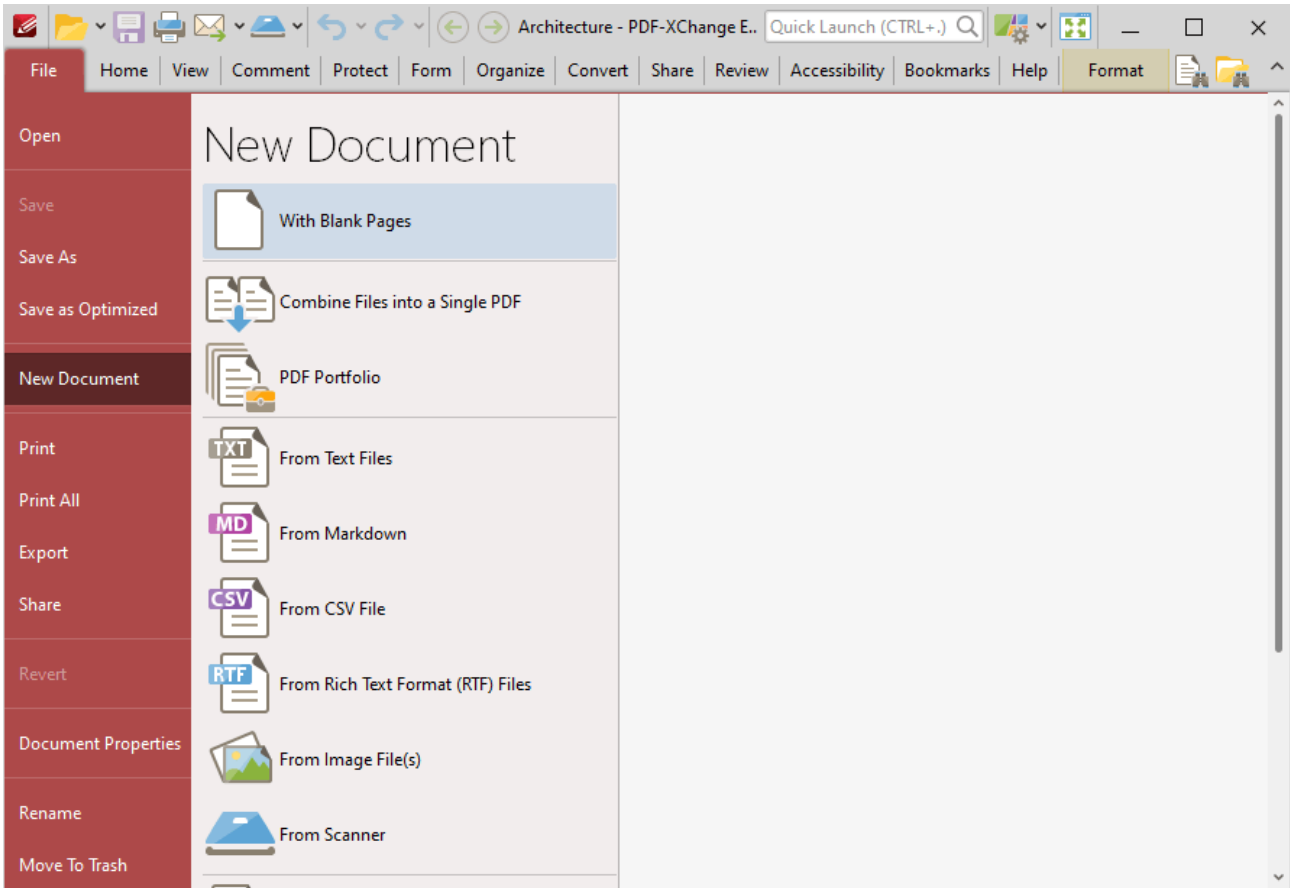 Architecture - PDF-XChange E..
Quick Launch (CTRL+.)
File
Home
View
Comment
Protect
Form
Organize
Convert
Share
Review
Accessibility
Bookmarks
Help
Format
Open
Save
Save As
Save as Optimized
New Document
Print
Print All
Export
Share
Revert
Document Properties
Rename
Move To Trash
New Document
With Blank Pages
Combine Files into a Single PDF
PDF Portfolio
TXT
From Text Files
MD
From Markdown
CSV
From CSV File
RTF
From Rich Text Format (RTF) Files
From Image File(s)
From Scanner